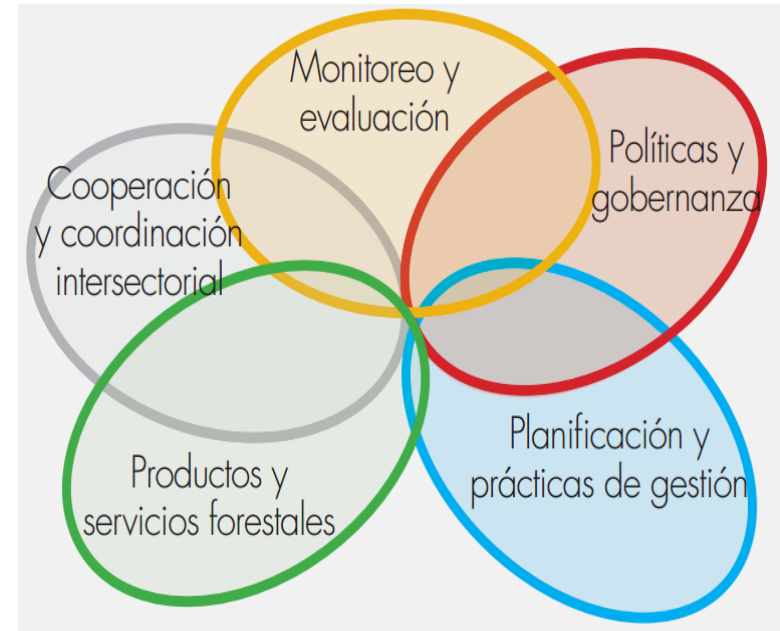 Monitoreo y
evaluación
Políticas y
gobernanza
Cooperación
y coordinación
intersectorial
Planificación y
prácticas de gestión
Productos y
servicios forestales